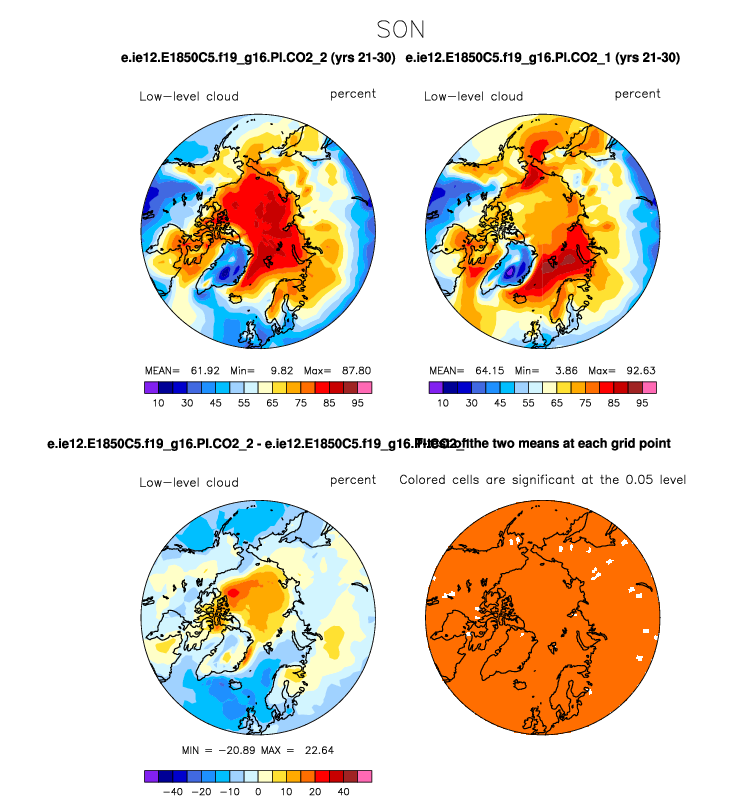 SON
e.ie12.E1850C5.f19_g16.PI.CO2_2 (yrs 21-30) e.ie12.E1850C5.f19_g16.PI.CO2_1 (yrs 21-30)
Low-level cloud percent Low-level cloud percent
MEAN= 61.92 Min= 9.82 Max= 87.80 MEAN= 64.15 Min= 3.86 Max= 92.63
10 30 45 55 65 75 85 95 10 30 45 55 65 75 85 95
e.ie12.E1850C5.f19_g16.PI.CO2_2 - e.ie12.E1850C5.f19_g16.PI.CO2_ of the two means at each grid point
Low-level cloud percent Colored cells are significant at the 0.05 level
MIN = −20.89 MAX = 22.64
−40 −20 −10 0 10 20 40